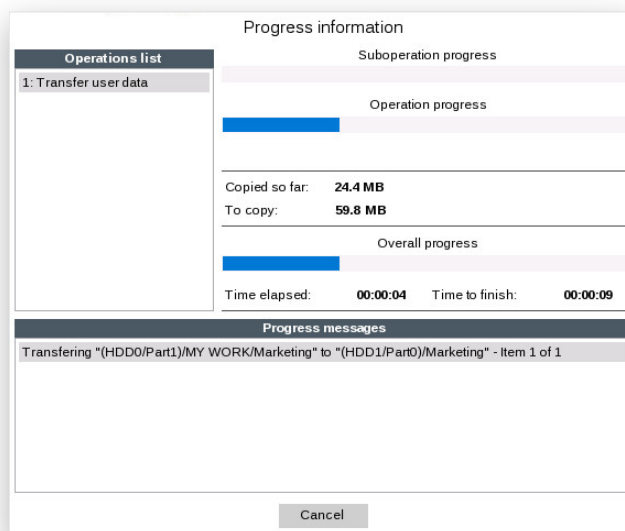 Progress information
Operations list
1: Transfer user data
Suboperation progress
Operation progress
Copied so far: 24.4 MB
To copy: 59.8 MB
Overall progress
Time elapsed: 00:00:04 Time to finish: 00:00:09
Progress messages
Transfering "(HDD0/Part1)/MY WORK/Marketing" to "(HDD1/Part0)/Marketing" - Item 1 of 1
Cancel